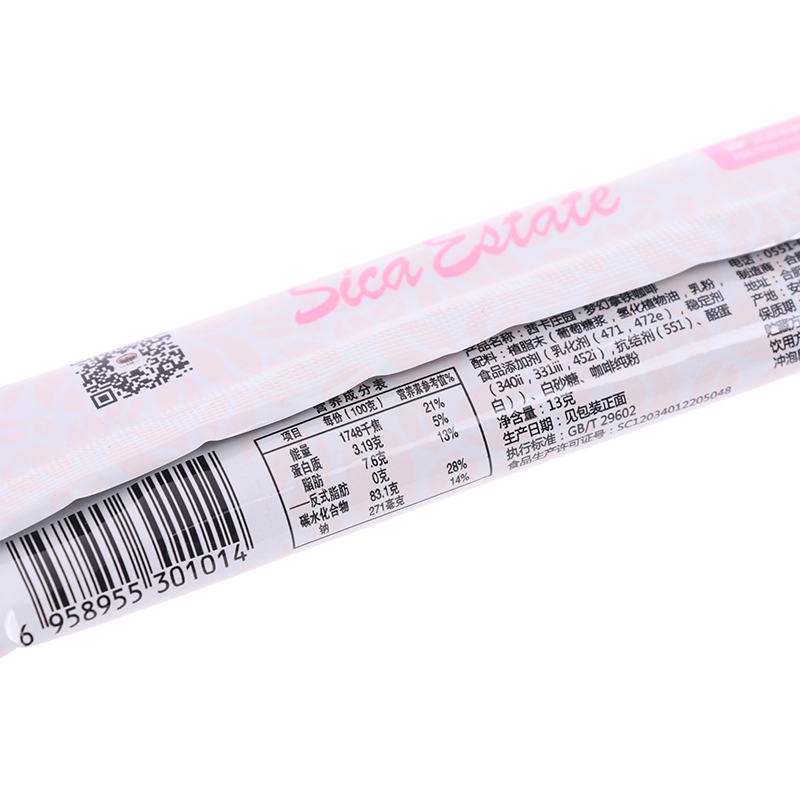 Sica Estate
营养成分表
项目 每份(100克) 营养素参考值%
能量 1748千焦 21%
蛋白质 3.19克 5%
脂肪 7.6克 13%
—反式脂肪 0克
碳水化合物 83.1克 28%
钠 271毫克 14%
6 958955 301014
产品名称：西卡庄园，梦幻拿铁咖啡
配料：植脂末（葡萄糖浆，氢化植物油，乳粉，
食品添加剂（乳化剂（471，472e），稳定剂
（340ii，331iii，452i），抗结剂（551）、酪蛋
白））、白砂糖、咖啡纯粉
净含量：13克
生产日期：见包装正面
执行标准：GB/T 29602
食品生产许可证号：SC12034012205048
电话：0551-
制造商：合肥
地址：合肥
产地：安
保质期
饮用方
冲泡